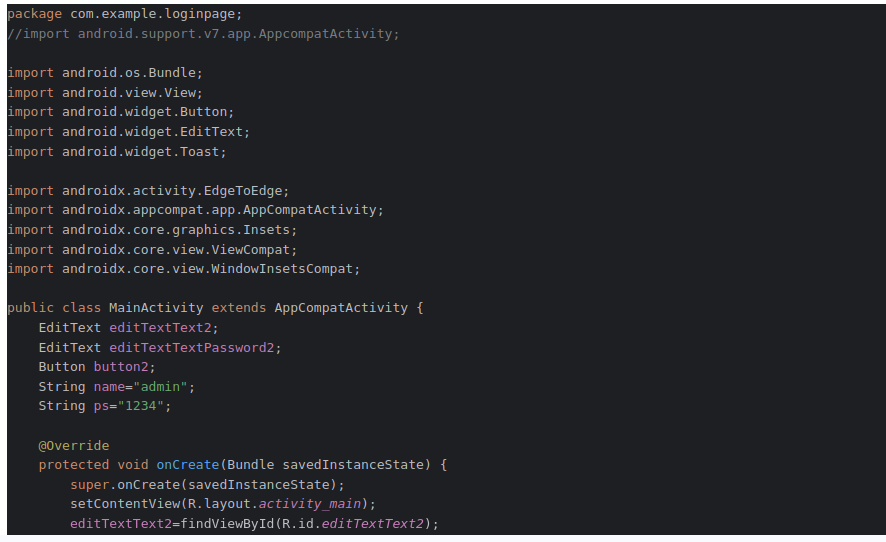 package com.example.loginpage;
//import android.support.v7.app.AppcompatActivity;
import android.os.Bundle;
import android.view.View;
import android.widget.Button;
import android.widget.EditText;
import android.widget.Toast;
import androidx.activity.EdgeToEdge;
import androidx.appcompat.app.AppCompatActivity;
import androidx.core.graphics.Insets;
import androidx.core.view.ViewCompat;
import androidx.core.view.WindowInsetsCompat;
public class MainActivity extends AppCompatActivity {
    EditText editTextText2;
    EditText editTextTextPassword2;
    Button button2;
    String name="admin";
    String ps="1234";
    @Override
    protected void onCreate(Bundle savedInstanceState) {
        super.onCreate(savedInstanceState);
        setContentView(R.layout.activity_main);
        editTextText2=findViewById(R.id.editTextText2);